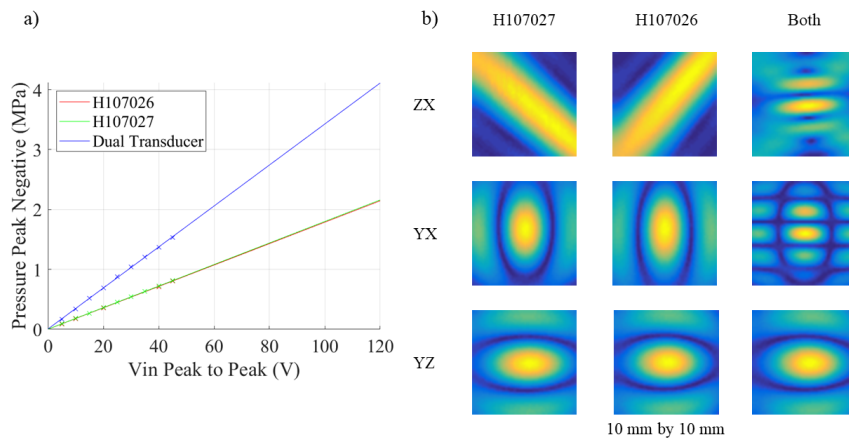 a)
Pressure Peak Negative (MPa)
4
3
2
1
0
H107026
H107027
Dual Transducer
0 20 40 60 80 100 120
Vin Peak to Peak (V)
b)
H107027 H107026 Both
ZX
YX
YZ
10 mm by 10 mm